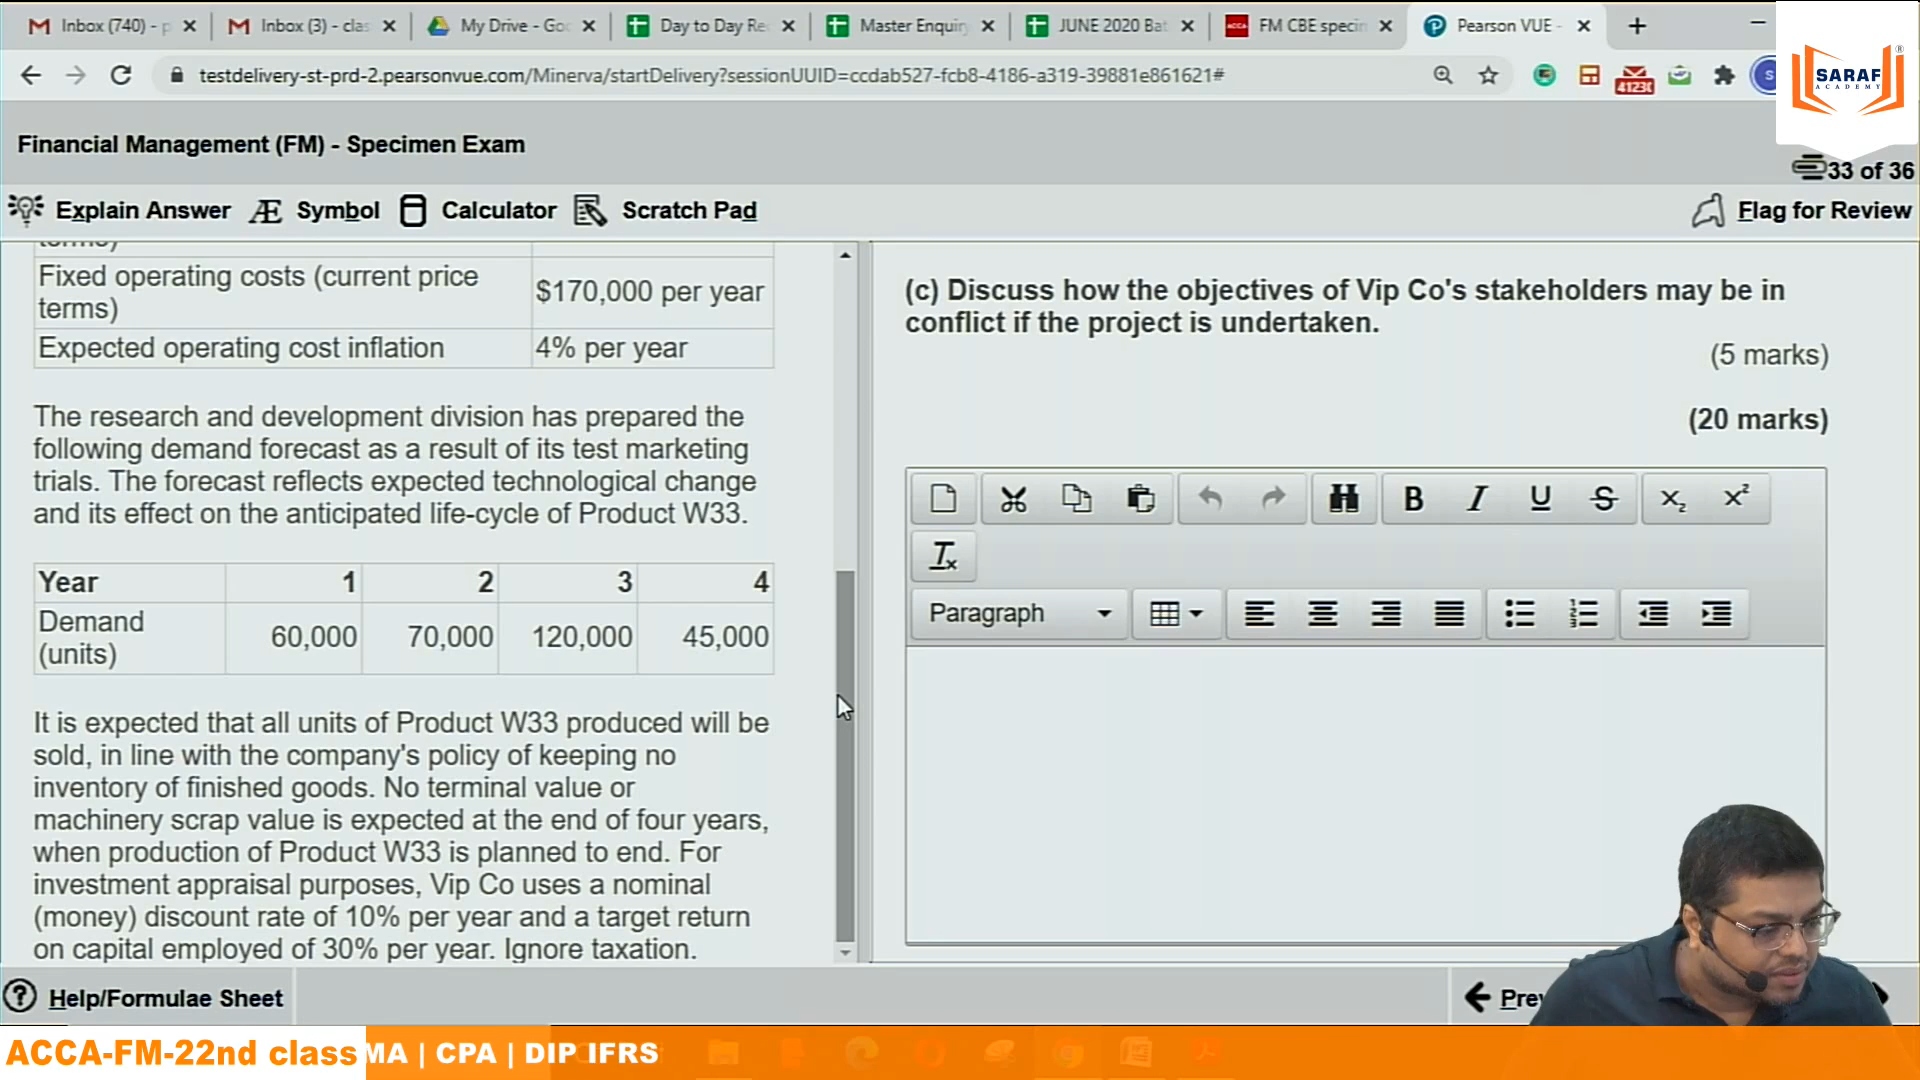 Inbox (740) - p
Inbox (3) - clas
My Drive - Goo
Day to Day Re
Master Enquir
JUNE 2020 Bat
FM CBE specin
Pearson VUE -
testdelivery-st-prd-2.pearsonvue.com/Minerva/startDelivery?sessionUUID=ccdab527-fcb8-4186-a319-39881e861621#
SARAF
ACADEMY
Financial Management (FM) - Specimen Exam
33 of 36
Explain Answer
Symbol
Calculator
Scratch Pad
Flag for Review
terms)
Fixed operating costs (current price
terms)
$170,000 per year
Expected operating cost inflation
4% per year
The research and development division has prepared the
following demand forecast as a result of its test marketing
trials. The forecast reflects expected technological change
and its effect on the anticipated life-cycle of Product W33.
Year 1 2 3 4
Demand
(units)
60,000 70,000 120,000 45,000
It is expected that all units of Product W33 produced will be
sold, in line with the company's policy of keeping no
inventory of finished goods. No terminal value or
machinery scrap value is expected at the end of four years,
when production of Product W33 is planned to end. For
investment appraisal purposes, Vip Co uses a nominal
(money) discount rate of 10% per year and a target return
on capital employed of 30% per year. Ignore taxation.
(c) Discuss how the objectives of Vip Co's stakeholders may be in
conflict if the project is undertaken.
(5 marks)
(20 marks)
Paragraph
Help/Formulae Sheet
Prev
ACCA-FM-22nd class
MA | CPA | DIP IFRS